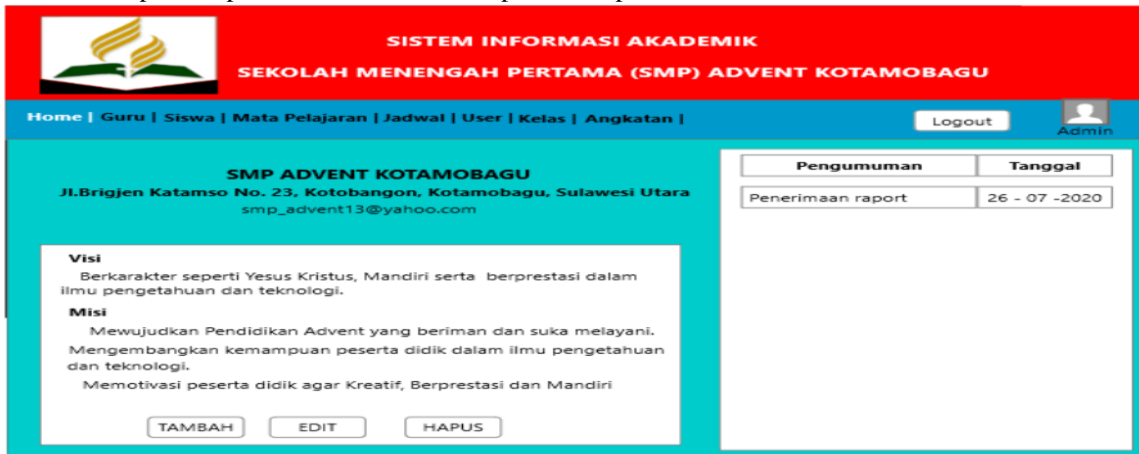 SISTEM INFORMASI AKADEMIK
SEKOLAH MENENGAH PERTAMA (SMP) ADVENT KOTAMOBAGU
Home | Guru | Siswa | Mata Pelajaran | Jadwal | User | Kelas | Angkatan |
Logout
Admin
SMP ADVENT KOTAMOBAGU
Jl.Brigjen Katamso No. 23, Kotobangon, Kotamobagu, Sulawesi Utara
smp_advent13@yahoo.com
Visi
Berkarakter seperti Yesus Kristus, Mandiri serta berprestasi dalam
ilmu pengetahuan dan teknologi.
Misi
Mewujudkan Pendidikan Advent yang beriman dan suka melayani.
Mengembangkan kemampuan peserta didik dalam ilmu pengetahuan
dan teknologi.
Memotivasi peserta didik agar Kreatif, Berprestasi dan Mandiri
TAMBAH EDIT HAPUS
Pengumuman Tanggal
Penerimaan raport 26 - 07 -2020